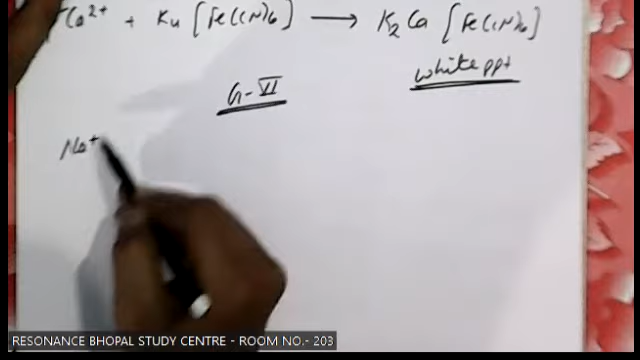 Ca²⁺ + K₄ [Fe(CN)₆] ⟶ K₂Ca [Fe(CN)₆]
white ppt
G-VI
Na⁺
RESONANCE BHOPAL STUDY CENTRE - ROOM NO.- 203